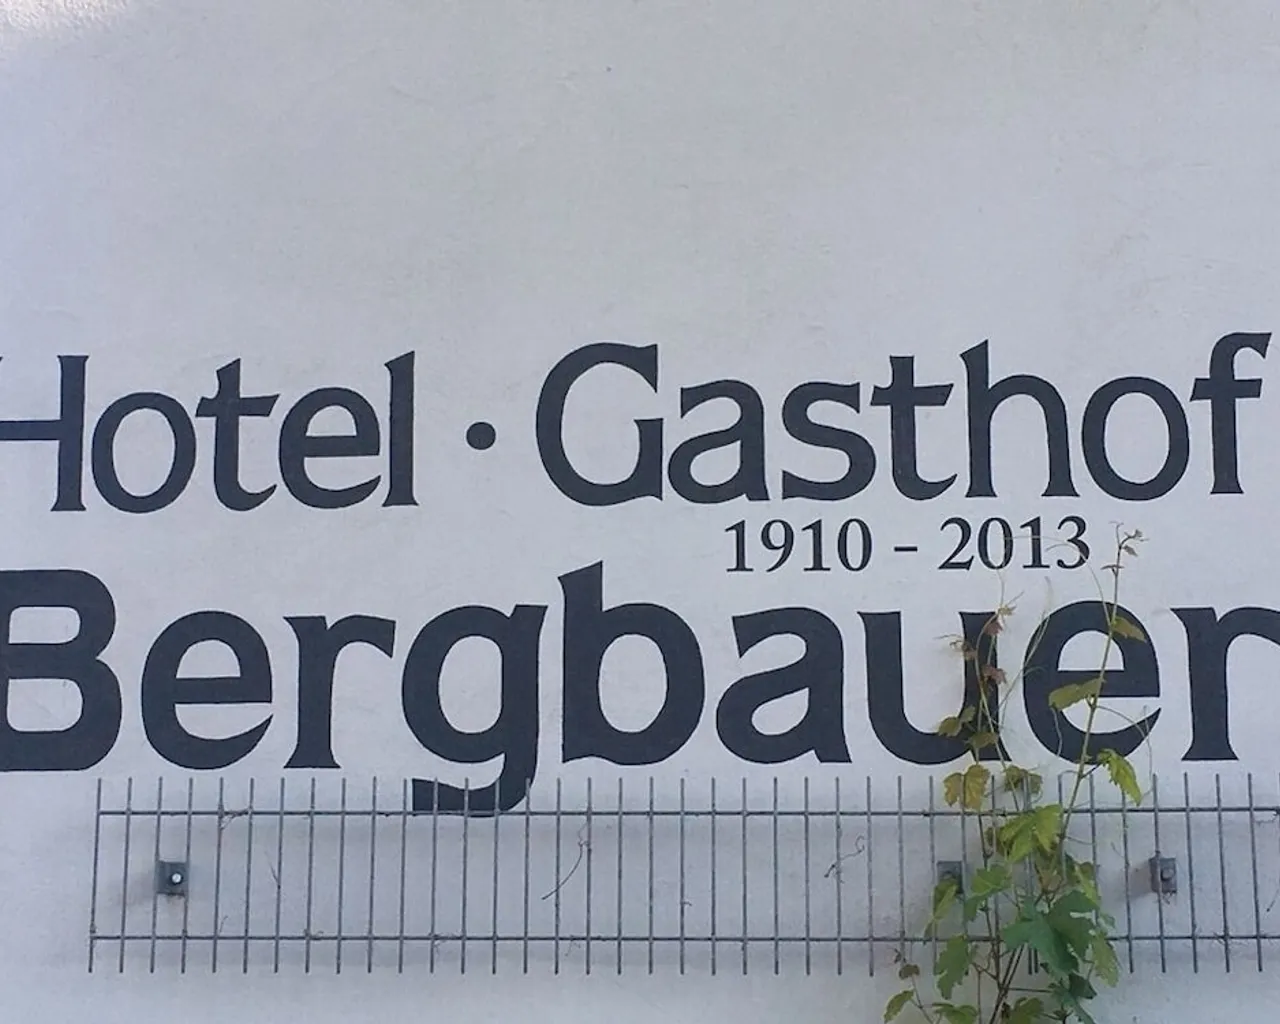 Hotel · Gasthof
1910 - 2013
Bergbauer